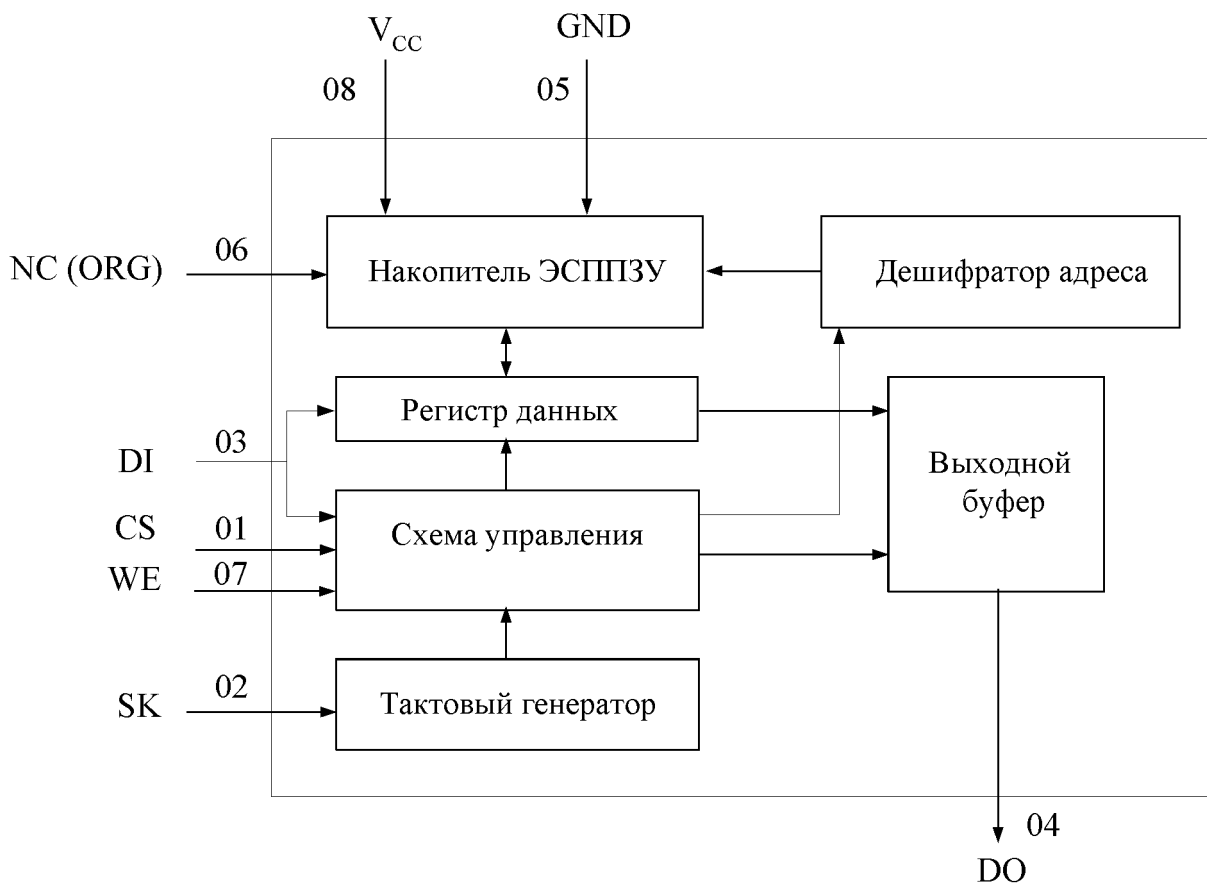 V_CC
GND
08
05
NC (ORG)
06
Накопитель ЭСППЗУ
Дешифратор адреса
Регистр данных
DI
03
Выходной
буфер
CS
01
Схема управления
WE
07
SK
02
Тактовый генератор
04
DO